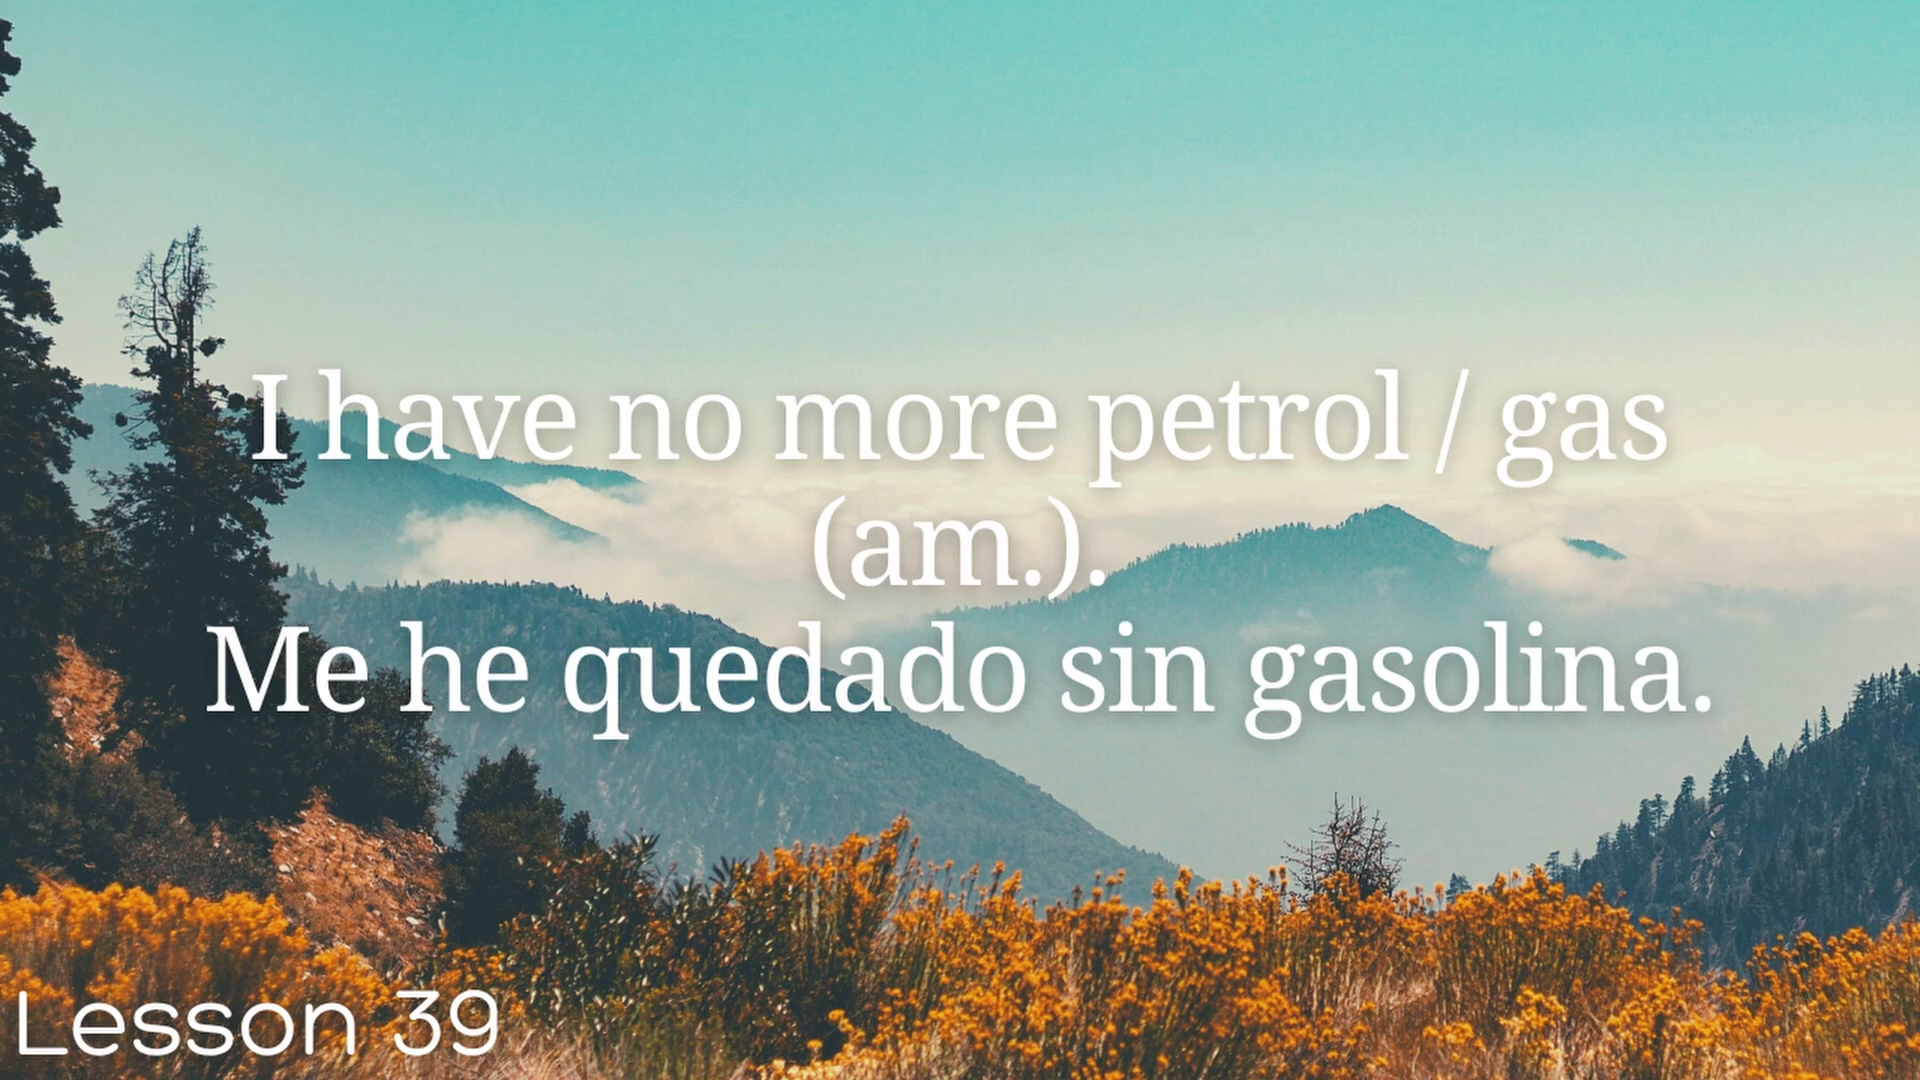 I have no more petrol / gas
(am.).
Me he quedado sin gasolina.
Lesson 39